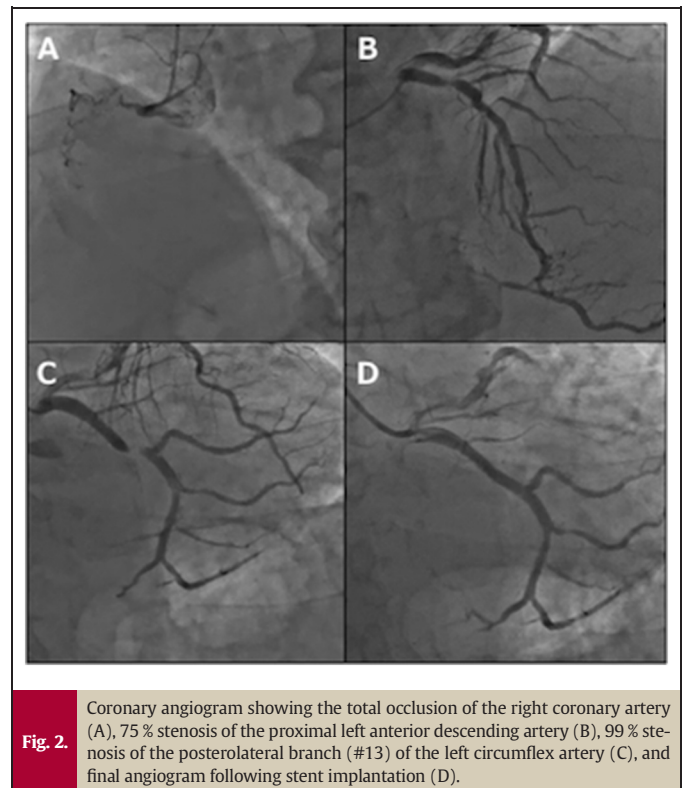 A
B
C
D
Fig. 2.
Coronary angiogram showing the total occlusion of the right coronary artery
(A), 75 % stenosis of the proximal left anterior descending artery (B), 99 % ste-
nosis of the posterolateral branch (#13) of the left circumflex artery (C), and
final angiogram following stent implantation (D).